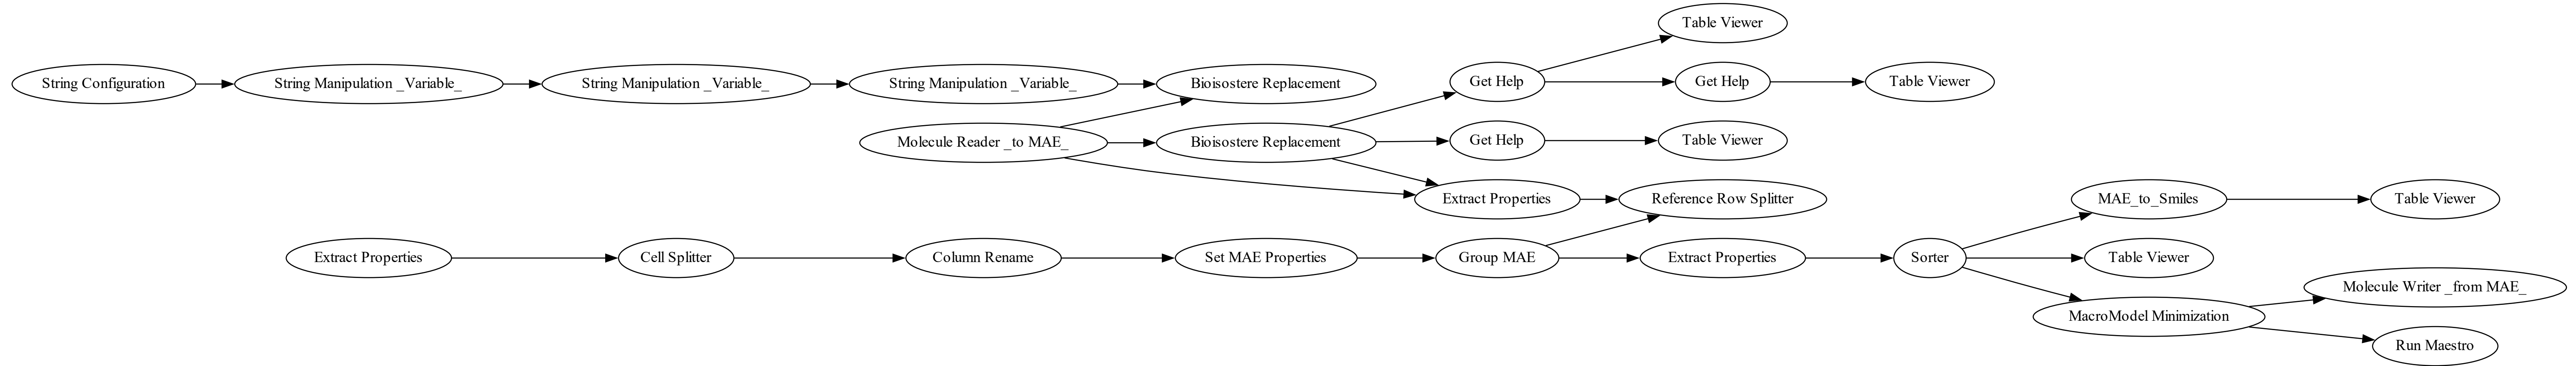 Table Viewer
String Configuration
String Manipulation _Variable_
String Manipulation _Variable_
String Manipulation _Variable_
Bioisostere Replacement
Get Help
Get Help
Table Viewer
Molecule Reader _to MAE_
Bioisostere Replacement
Get Help
Table Viewer
Extract Properties
Reference Row Splitter
MAE_to_Smiles
Table Viewer
Extract Properties
Cell Splitter
Column Rename
Set MAE Properties
Group MAE
Extract Properties
Sorter
Table Viewer
Molecule Writer _from MAE_
MacroModel Minimization
Run Maestro